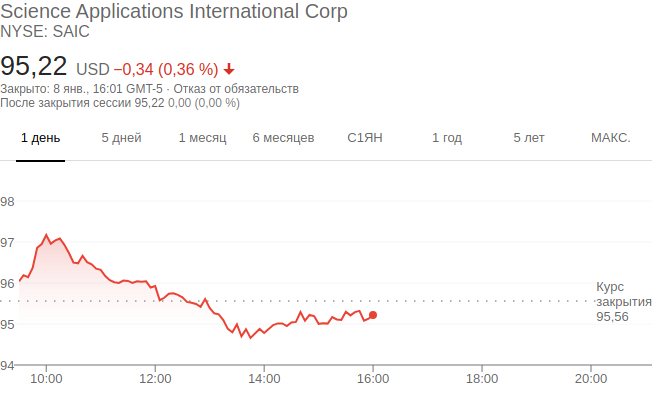 Science Applications International Corp
NYSE: SAIC
95,22 USD −0,34 (0,36 %)
Закрыто: 8 янв., 16:01 GMT-5 · Отказ от обязательств
После закрытия сессии 95,22 0,00 (0,00 %)
1 день 5 дней 1 месяц 6 месяцев С1ЯН 1 год 5 лет МАКС.
98
97
96
95
94
Курс
закрытия
95,56
10:00 12:00 14:00 16:00 18:00 20:00